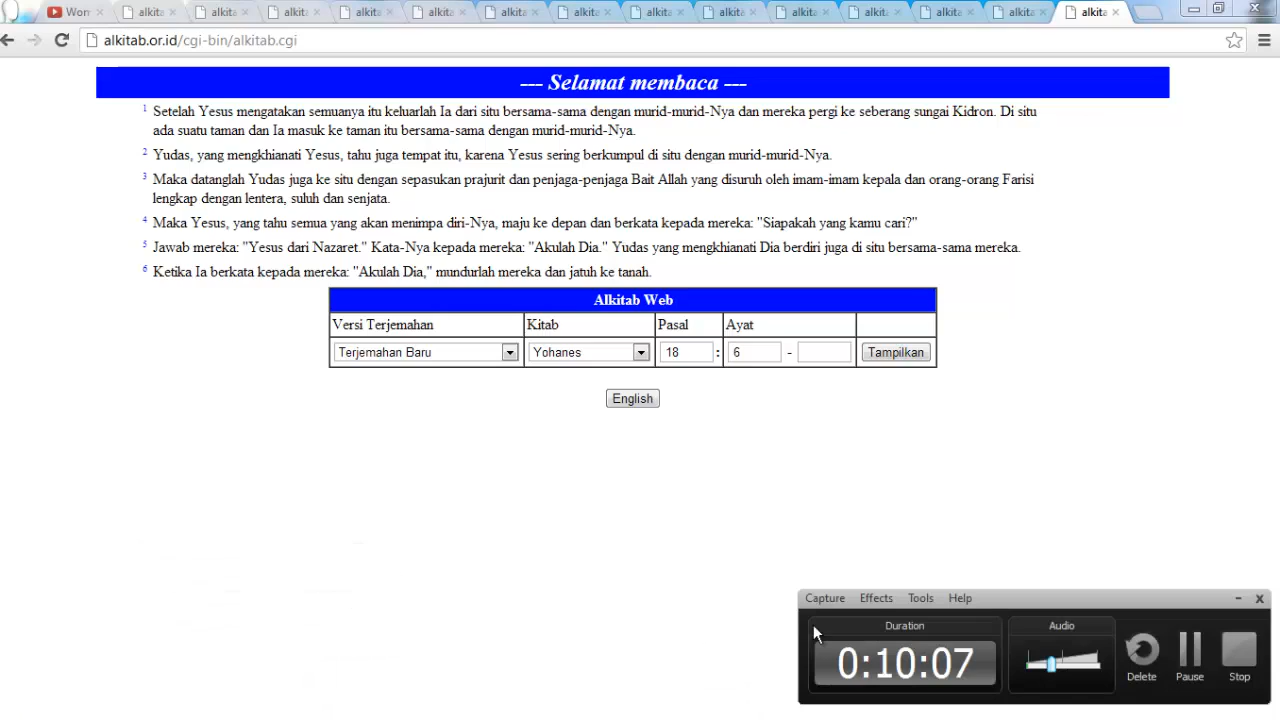 Won alkita alkita alkita alkita alkita alkita alkita alkita alkita alkita alkita alkita alkita alkita
alkitab.or.id/cgi-bin/alkitab.cgi
--- Selamat membaca ---
1 Setelah Yesus mengatakan semuanya itu keluarlah Ia dari situ bersama-sama dengan murid-murid-Nya dan mereka pergi ke seberang sungai Kidron. Di situ
ada suatu taman dan Ia masuk ke taman itu bersama-sama dengan murid-murid-Nya.
2 Yudas, yang mengkhianati Yesus, tahu juga tempat itu, karena Yesus sering berkumpul di situ dengan murid-murid-Nya.
3 Maka datanglah Yudas juga ke situ dengan sepasukan prajurit dan penjaga-penjaga Bait Allah yang disuruh oleh imam-imam kepala dan orang-orang Farisi
lengkap dengan lentera, suluh dan senjata.
4 Maka Yesus, yang tahu semua yang akan menimpa diri-Nya, maju ke depan dan berkata kepada mereka: "Siapakah yang kamu cari?"
5 Jawab mereka: "Yesus dari Nazaret." Kata-Nya kepada mereka: "Akulah Dia." Yudas yang mengkhianati Dia berdiri juga di situ bersama-sama mereka.
6 Ketika Ia berkata kepada mereka: "Akulah Dia," mundurlah mereka dan jatuh ke tanah.
Alkitab Web
Versi Terjemahan Kitab Pasal Ayat
Terjemahan Baru Yohanes 18 : 6 - Tampilkan
English
Capture Effects Tools Help
Duration Audio
0:10:07
Delete Pause Stop